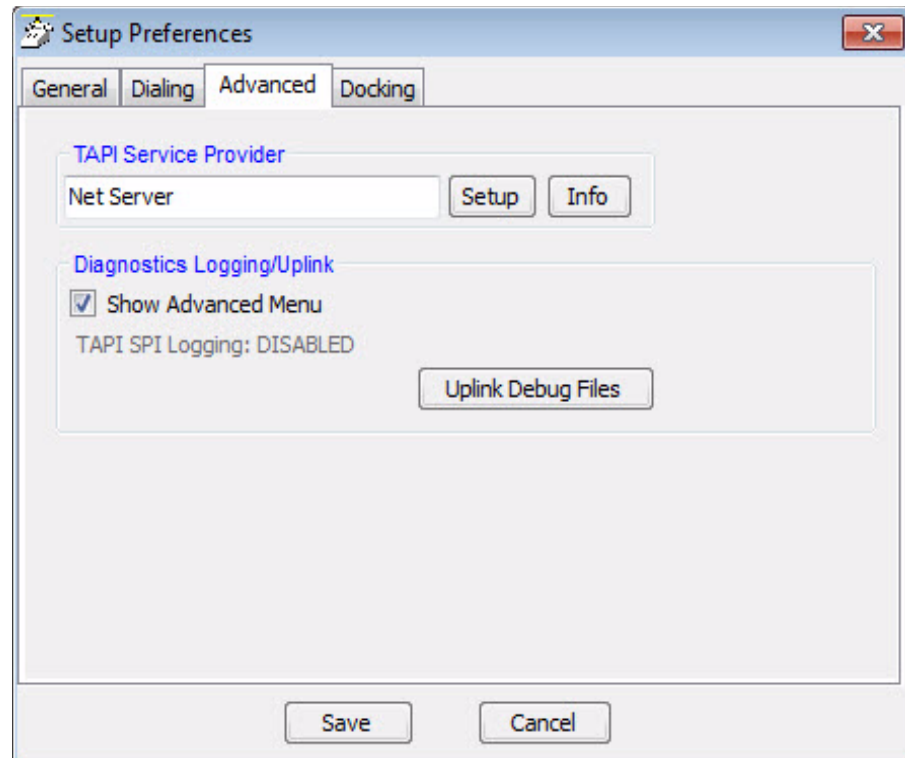 Setup Preferences
General Dialing Advanced Docking
TAPI Service Provider
Net Server Setup Info
Diagnostics Logging/Uplink
Show Advanced Menu
TAPI SPI Logging: DISABLED
Uplink Debug Files
Save Cancel